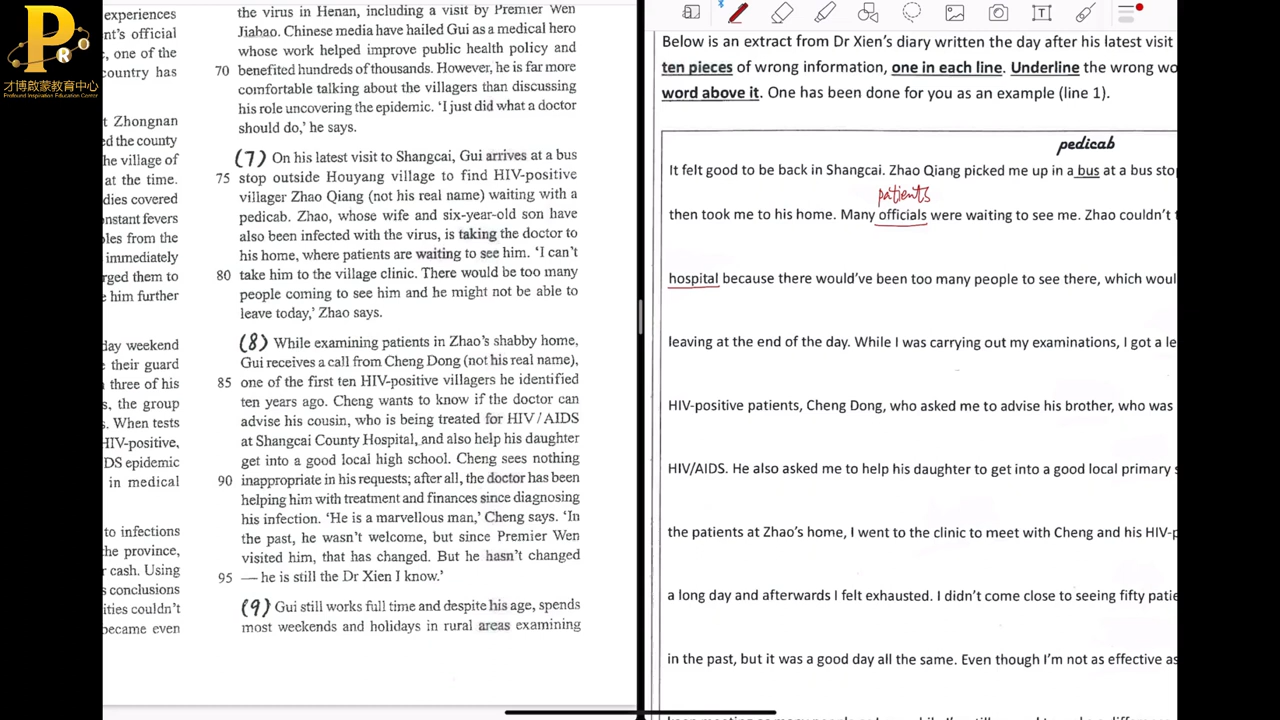 PRO
才博啟蒙教育中心
Profound Inspiration Education Center
experiences
nt's official
, one of the
country has
t Zhongnan
ed the county
he village of
at the time.
dies covered
nstant fevers
les from the
immediately
rged them to
e him further
day weekend
e their guard
three of his
s, the group
. When tests
HIV-positive,
DS epidemic
in medical
to infections
he province,
r cash. Using
s conclusions
ities couldn't
became even
the virus in Henan, including a visit by Premier Wen
Jiabao. Chinese media have hailed Gui as a medical hero
whose work helped improve public health policy and
70 benefited hundreds of thousands. However, he is far more
comfortable talking about the villagers than discussing
his role uncovering the epidemic. 'I just did what a doctor
should do,' he says.
(7) On his latest visit to Shangcai, Gui arrives at a bus
75 stop outside Houyang village to find HIV-positive
villager Zhao Qiang (not his real name) waiting with a
pedicab. Zhao, whose wife and six-year-old son have
also been infected with the virus, is taking the doctor to
his home, where patients are waiting to see him. 'I can't
80 take him to the village clinic. There would be too many
people coming to see him and he might not be able to
leave today,' Zhao says.
(8) While examining patients in Zhao's shabby home,
Gui receives a call from Cheng Dong (not his real name),
85 one of the first ten HIV-positive villagers he identified
ten years ago. Cheng wants to know if the doctor can
advise his cousin, who is being treated for HIV/AIDS
at Shangcai County Hospital, and also help his daughter
get into a good local high school. Cheng sees nothing
90 inappropriate in his requests; after all, the doctor has been
helping him with treatment and finances since diagnosing
his infection. 'He is a marvellous man,' Cheng says. 'In
the past, he wasn't welcome, but since Premier Wen
visited him, that has changed. But he hasn't changed
95 — he is still the Dr Xien I know.'
(9) Gui still works full time and despite his age, spends
most weekends and holidays in rural areas examining
Below is an extract from Dr Xien's diary written the day after his latest visit
ten pieces of wrong information, one in each line. Underline the wrong wo
word above it. One has been done for you as an example (line 1).
pedicab
It felt good to be back in Shangcai. Zhao Qiang picked me up in a bus at a bus sto
patients
then took me to his home. Many officials were waiting to see me. Zhao couldn't t
hospital because there would've been too many people to see there, which woul
leaving at the end of the day. While I was carrying out my examinations, I got a le
HIV-positive patients, Cheng Dong, who asked me to advise his brother, who was
HIV/AIDS. He also asked me to help his daughter to get into a good local primary s
the patients at Zhao's home, I went to the clinic to meet with Cheng and his HIV-p
a long day and afterwards I felt exhausted. I didn't come close to seeing fifty patie
in the past, but it was a good day all the same. Even though I'm not as effective as